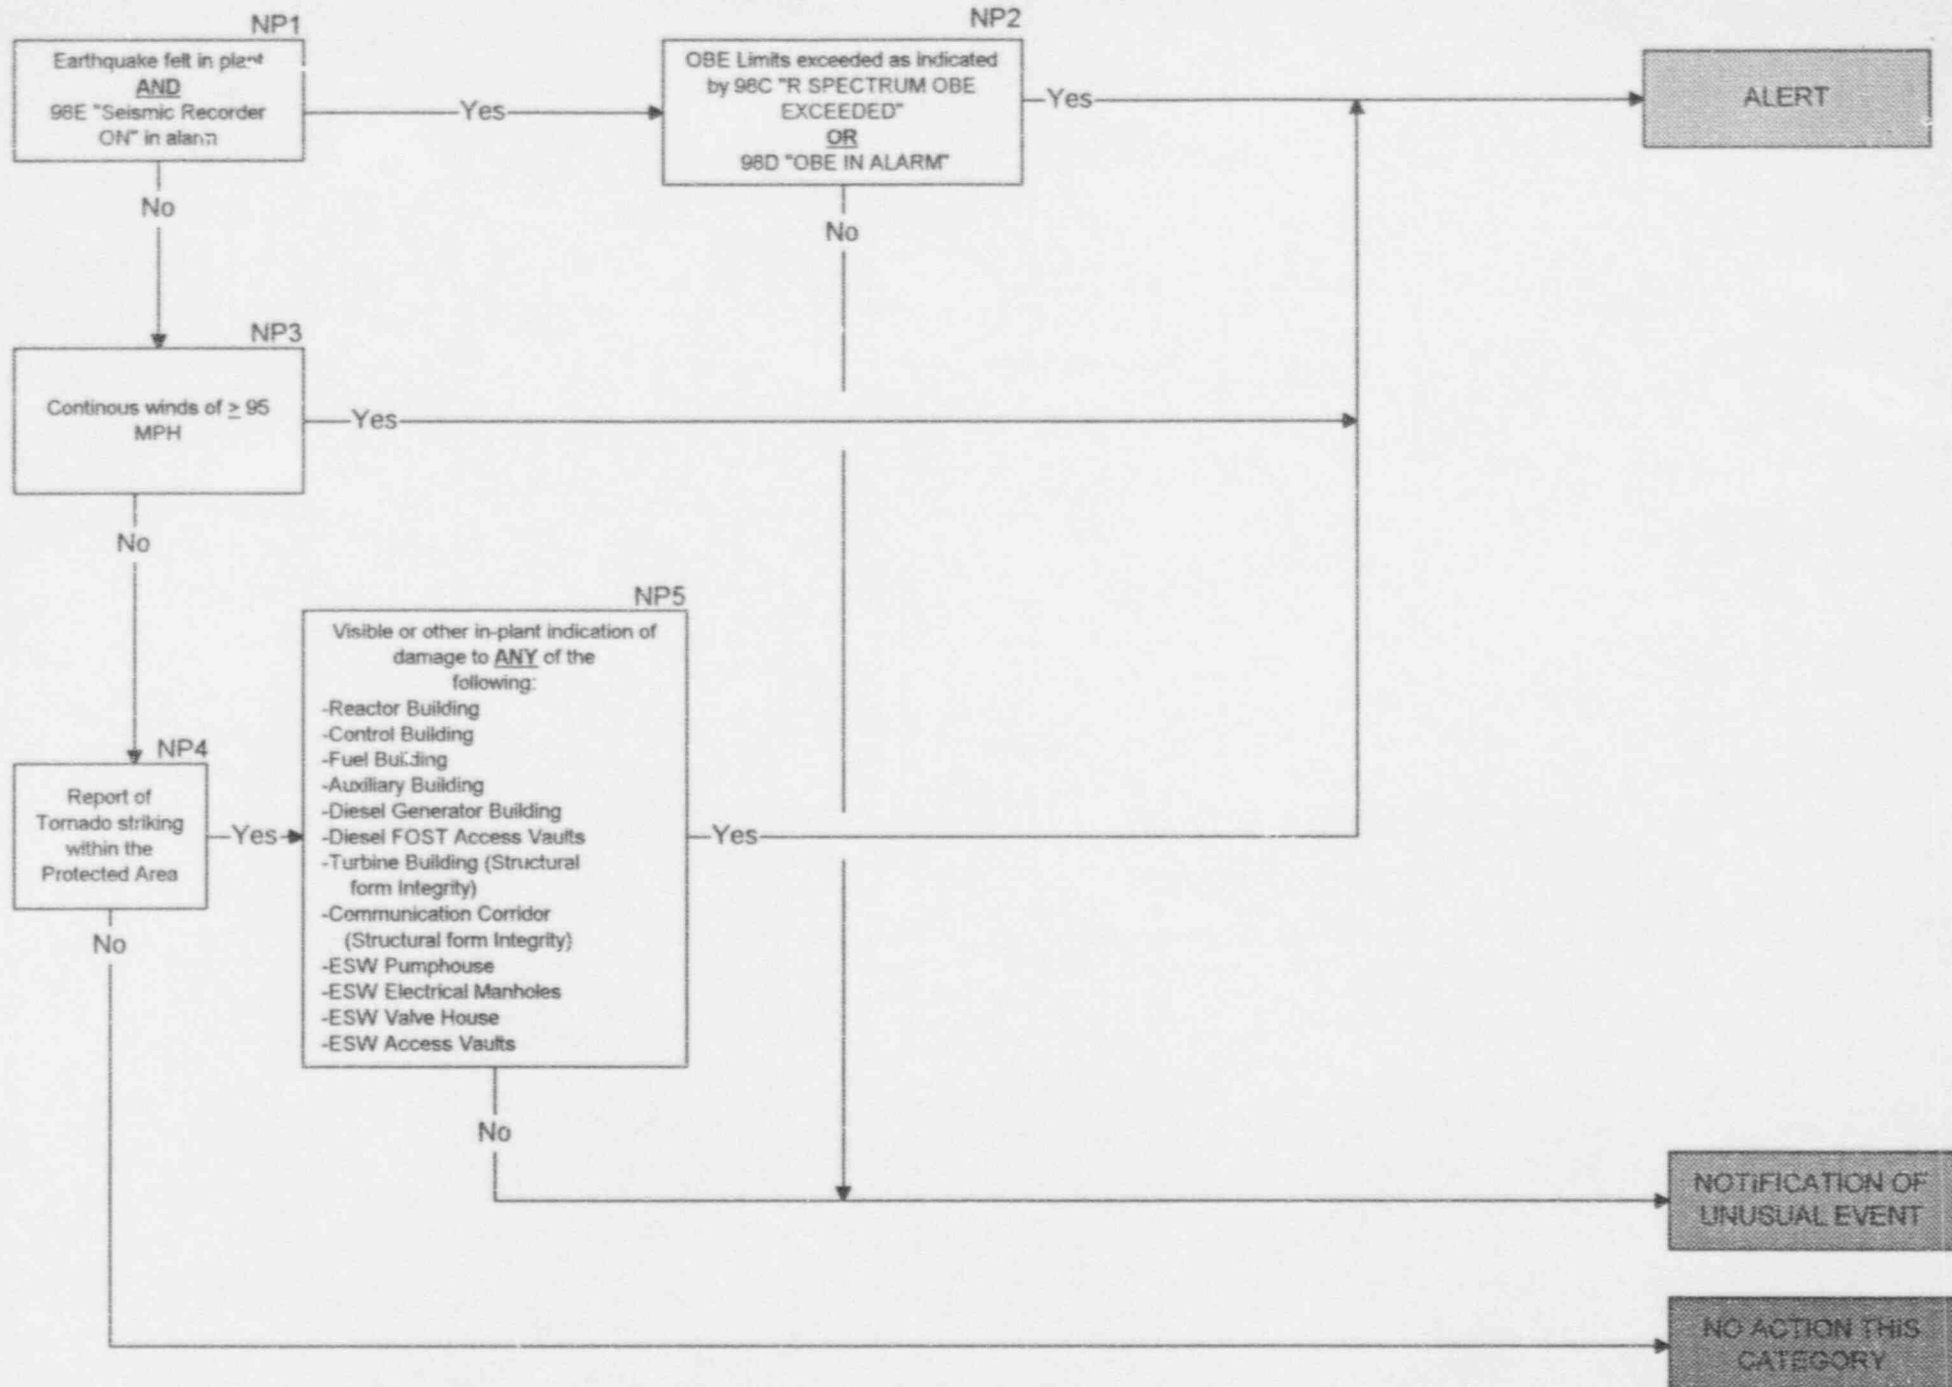 NP1
Earthquake felt in plant
AND
98E "Seismic Recorder
ON" in alarm
Yes
No
NP2
OBE Limits exceeded as indicated
by 98C "R SPECTRUM OBE
EXCEEDED"
OR
98D "OBE IN ALARM"
Yes
No
ALERT
NP3
Continous winds of ≥ 95
MPH
Yes
No
NP4
Report of
Tornado striking
within the
Protected Area
Yes
No
NP5
Visible or other in-plant indication of
damage to ANY of the
following:
-Reactor Building
-Control Building
-Fuel Building
-Auxiliary Building
-Diesel Generator Building
-Diesel FOST Access Vaults
-Turbine Building (Structural
form Integrity)
-Communication Corridor
(Structural form Integrity)
-ESW Pumphouse
-ESW Electrical Manholes
-ESW Valve House
-ESW Access Vaults
Yes
No
NOTIFICATION OF
UNUSUAL EVENT
NO ACTION THIS
CATEGORY